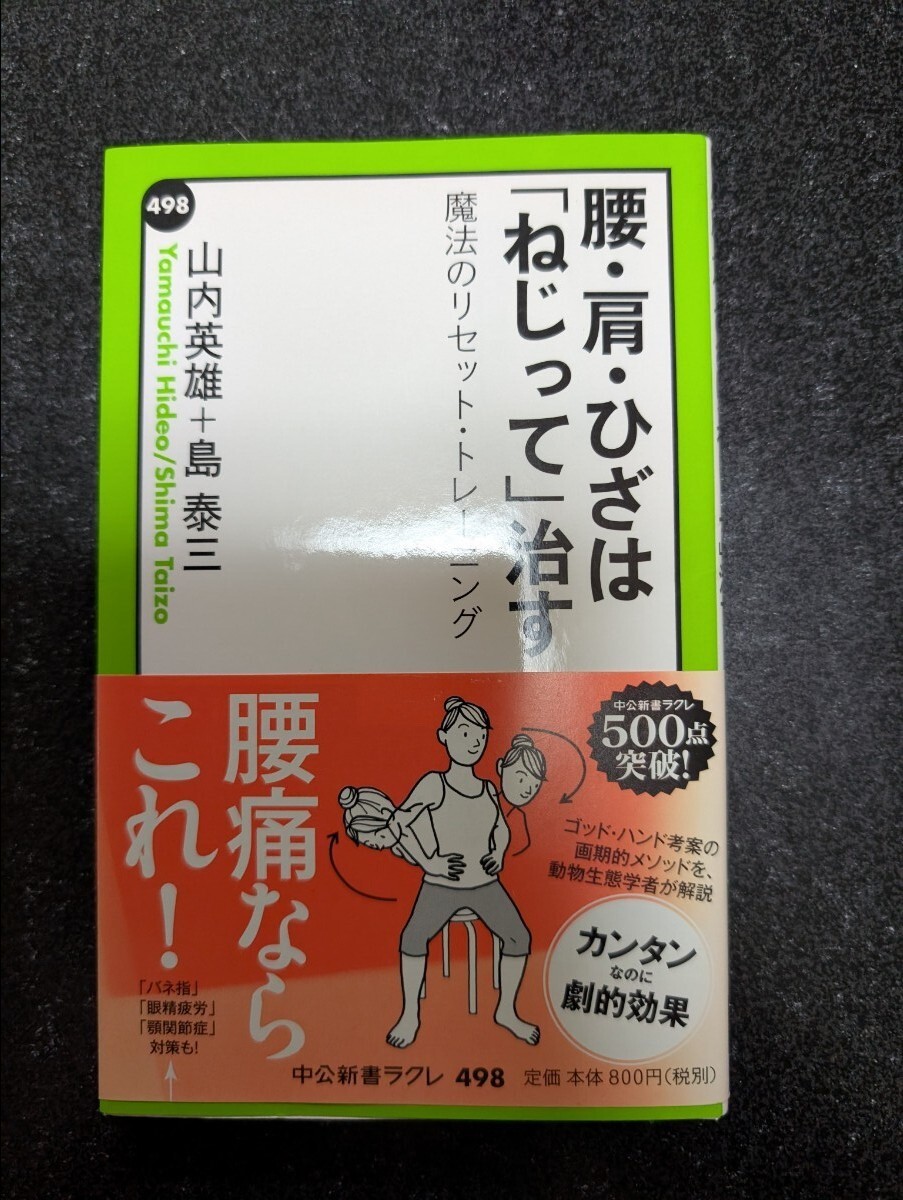 腰・肩・ひざは
「ねじって」治す
魔法のリセット・トレーニング
498
山内英雄＋島 泰三
Yamauchi Hideo/Shima Taizo
中公新書ラクレ
500点
突破!
ゴッド・ハンド考案の
画期的メソッドを、
動物生態学者が解説
カンタン
なのに
劇的効果
腰痛なら
これ！
「バネ指」
「眼精疲労」
「顎関節症」
対策も!
中公新書ラクレ 498 定価 本体800円(税別)